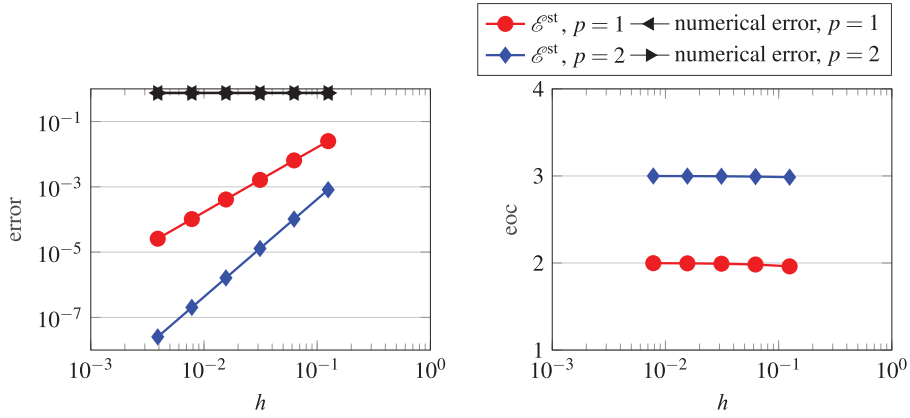 ℰˢᵗ, p = 1 numerical error, p = 1
ℰˢᵗ, p = 2 numerical error, p = 2
error
10⁻¹
10⁻³
10⁻⁵
10⁻⁷
10⁻³ 10⁻² 10⁻¹ 10⁰
h
eoc
4
3
2
1
10⁻³ 10⁻² 10⁻¹ 10⁰
h